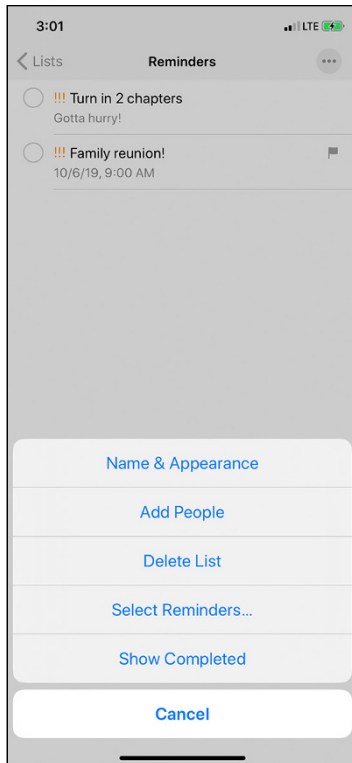 3:01 LTE
Lists Reminders
!!! Turn in 2 chapters
Gotta hurry!
!!! Family reunion!
10/6/19, 9:00 AM
Name & Appearance
Add People
Delete List
Select Reminders...
Show Completed
Cancel